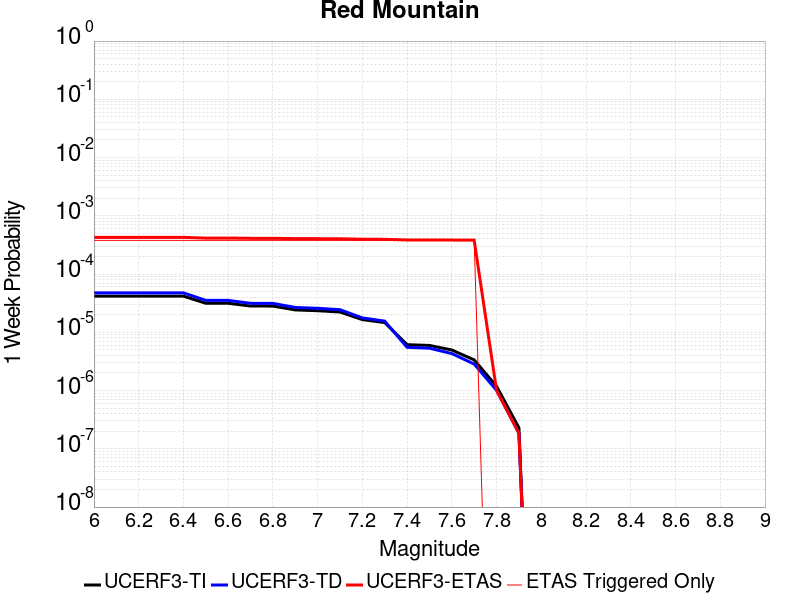 Red Mountain
10^0
10^-1
10^-2
10^-3
10^-4
10^-5
10^-6
10^-7
10^-8
1 Week Probability
6 6.2 6.4 6.6 6.8 7 7.2 7.4 7.6 7.8 8 8.2 8.4 8.6 8.8 9
Magnitude
UCERF3-TI UCERF3-TD UCERF3-ETAS ETAS Triggered Only